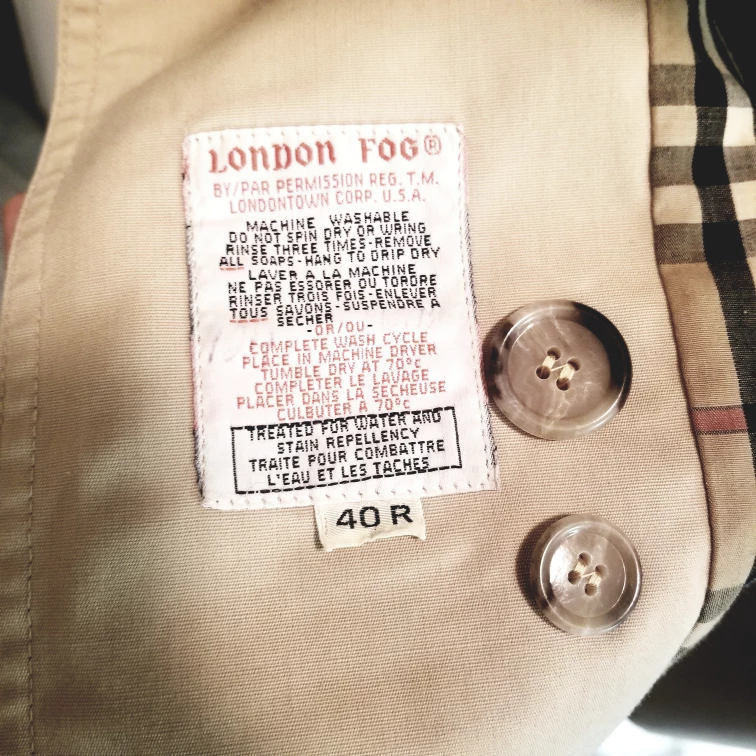 LONDON FOG®
BY/PAR PERMISSION REG. T.M.
LONDONTOWN CORP. U.S.A.
MACHINE WASHABLE
DO NOT SPIN DRY OR WRING
RINSE THREE TIMES-REMOVE
ALL SOAPS-HANG TO DRIP DRY
LAVER A LA MACHINE
NE PAS ESSORER OU TORDRE
RINSER TROIS FOIS-ENLEVER
TOUS SAVONS-SUSPENDRE A
SECHER
-OR/OU-
COMPLETE WASH CYCLE
PLACE IN MACHINE DRYER
TUMBLE DRY AT 70°c
COMPLETER LE LAVAGE
PLACER DANS LA SECHEUSE
CULBUTER A 70°c
TREATED FOR WATER AND
STAIN REPELLENCY
TRAITE POUR COMBATTRE
L'EAU ET LES TACHES
40 R